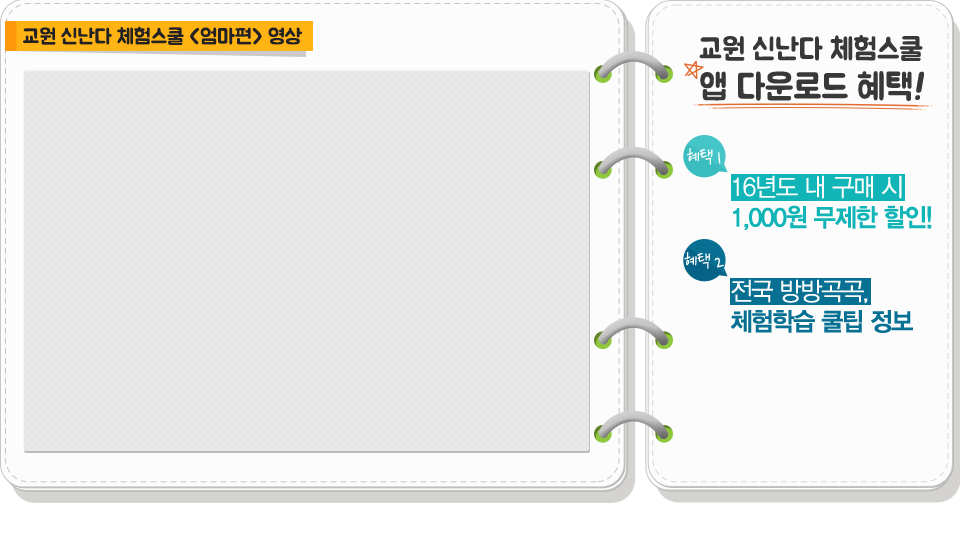 교원 신난다 체험스쿨 <엄마편> 영상
교원 신난다 체험스쿨
앱 다운로드 혜택!
혜택 1
16년도 내 구매 시
1,000원 무제한 할인!
혜택 2
전국 방방곡곡,
체험학습 쿨팁 정보